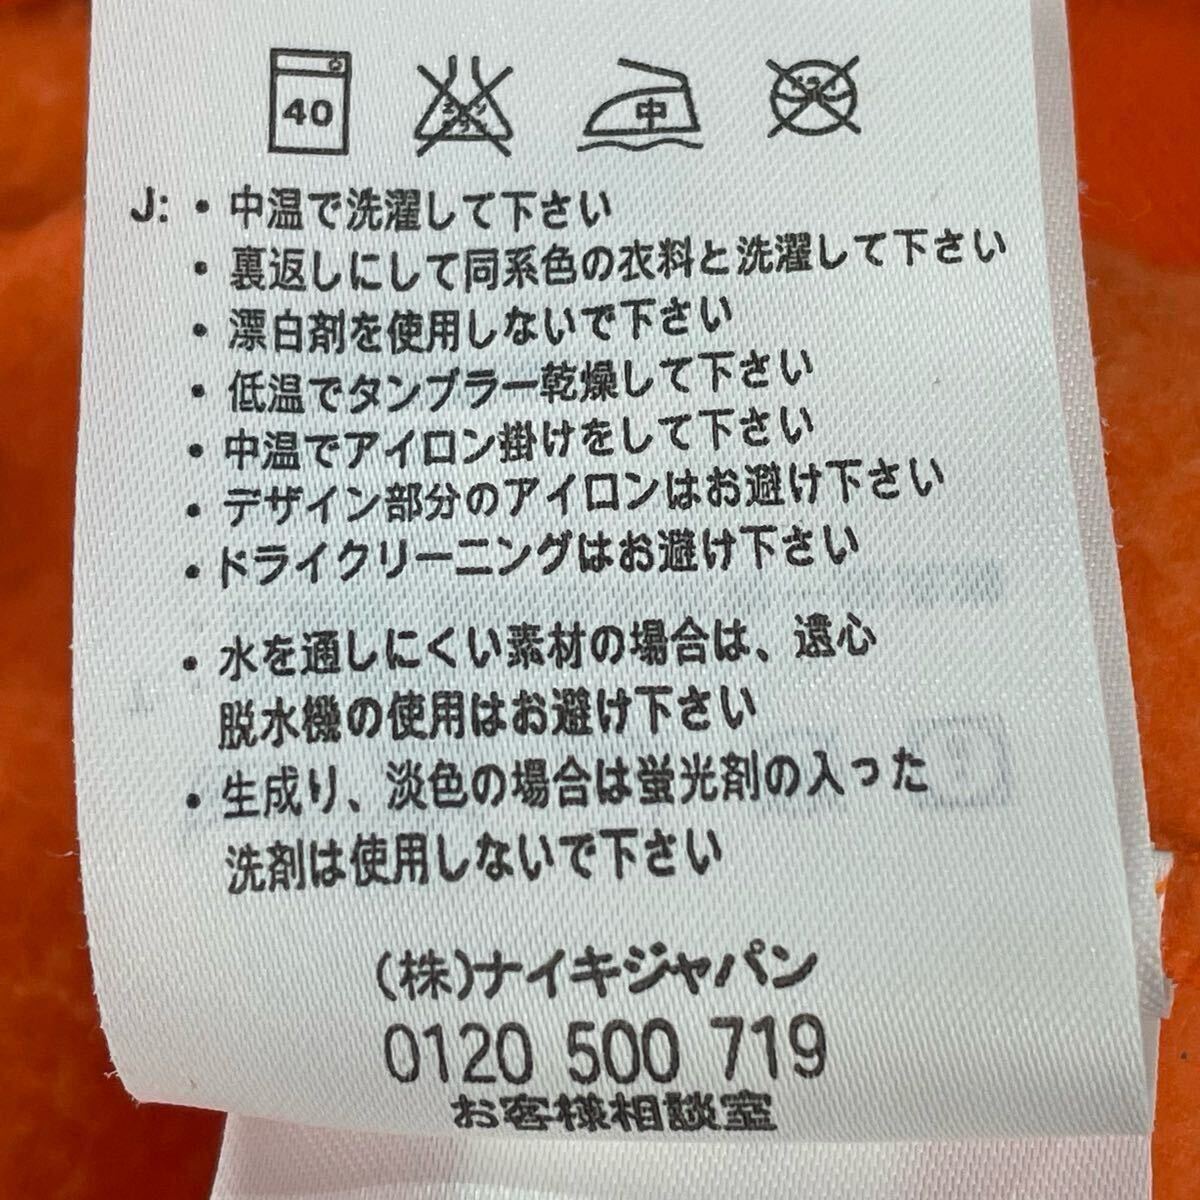 40
中
J: ・中温で洗濯して下さい
・裏返しにして同系色の衣料と洗濯して下さい
・漂白剤を使用しないで下さい
・低温でタンブラー乾燥して下さい
・中温でアイロン掛けをして下さい
・デザイン部分のアイロンはお避け下さい
・ドライクリーニングはお避け下さい
・水を通しにくい素材の場合は、遠心
脱水機の使用はお避け下さい
・生成り、淡色の場合は蛍光剤の入った
洗剤は使用しないで下さい
(株)ナイキジャパン
0120 500 719
お客様相談室